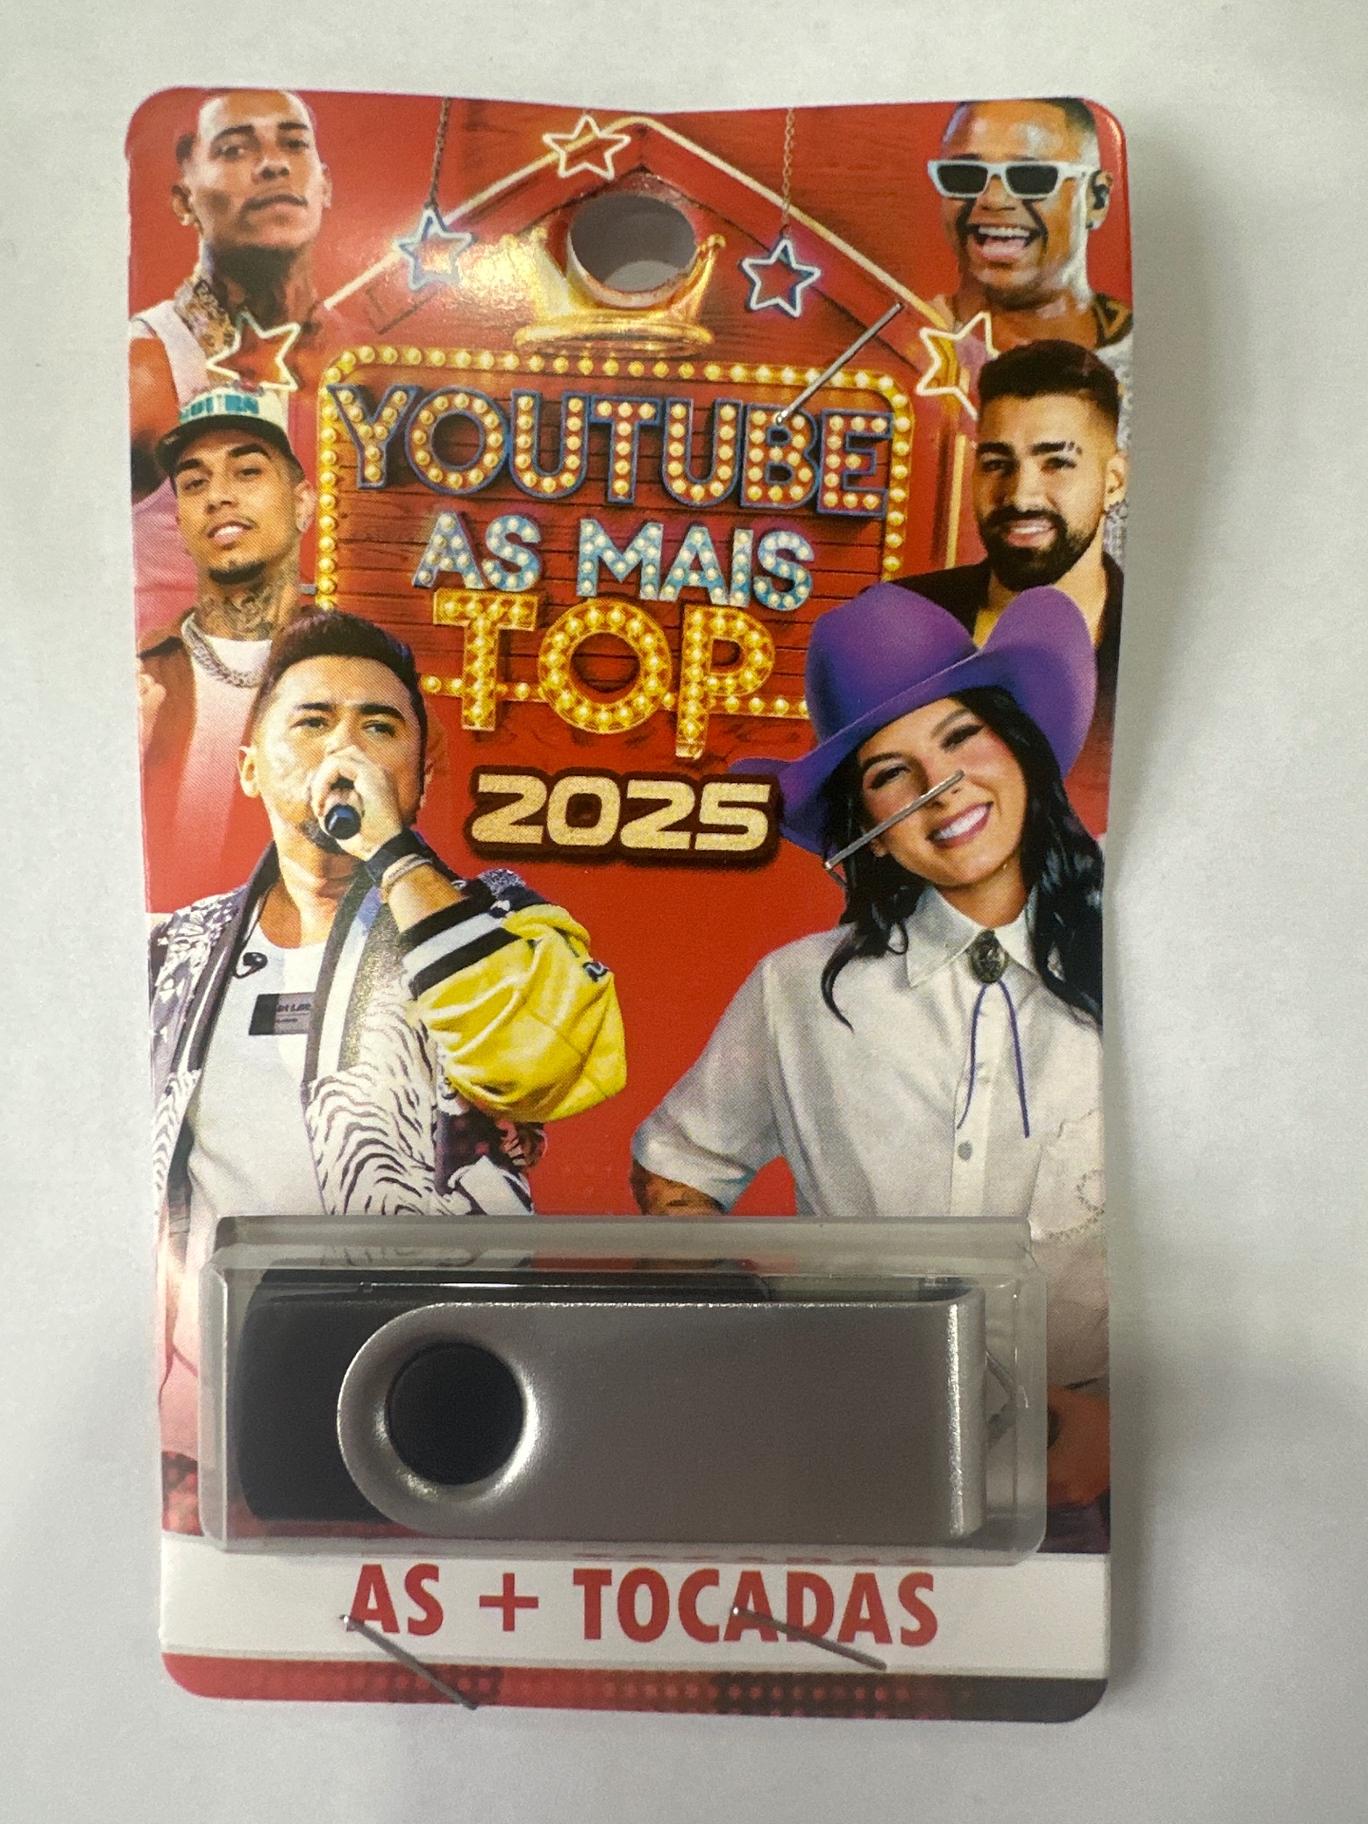 YOUTUBE
AS MAIS
TOP
2025
AS + TOCADAS